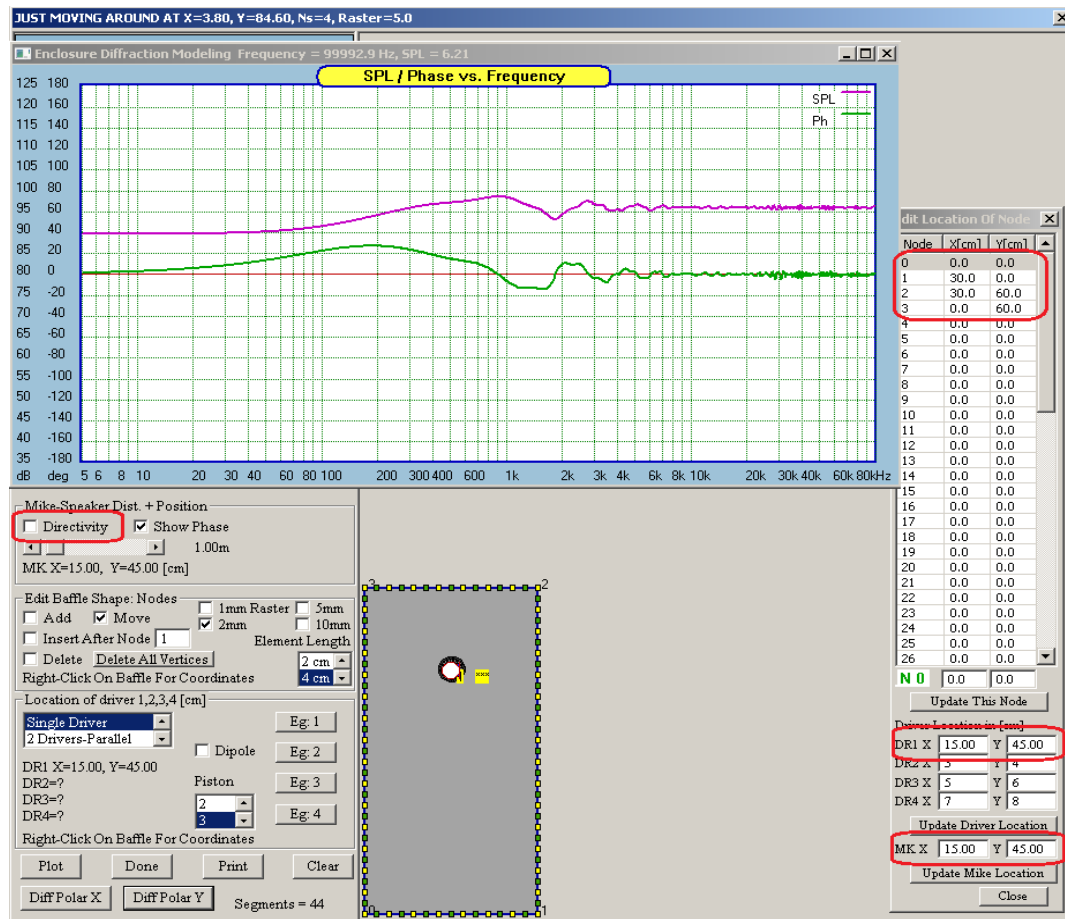 JUST MOVING AROUND AT X=3.80, Y=84.60, Ns=4, Raster=5.0
Enclosure Diffraction Modeling Frequency = 99992.9 Hz, SPL = 6.21
SPL / Phase vs. Frequency
125 180
120 160
115 140
110 120
105 100
100 80
95 60
90 40
85 20
80 0
75 -20
70 -40
65 -60
60 -80
55 -100
50 -120
45 -140
40 -160
35 -180
dB deg 5 6 8 10 20 30 40 60 80 100 200 300 400 600 1k 2k 3k 4k 6k 8k 10k 20k 30k 40k 60k 80kHz
SPL
Ph
Mike-Speaker Dist. + Position
Directivity Show Phase
1.00m
MK X=15.00, Y=45.00 [cm]
Edit Baffle Shape: Nodes
Add Move 1mm Raster 5mm
2mm 10mm
Insert After Node 1 Element Length
Delete Delete All Vertices 2 cm
Right-Click On Baffle For Coordinates 4 cm
Location of driver 1,2,3,4 [cm]
Single Driver
2 Drivers-Parallel
Dipole
DR1 X=15.00, Y=45.00
DR2=?
DR3=?
DR4=?
Piston
2
3
Eg: 1
Eg: 2
Eg: 3
Eg: 4
Right-Click On Baffle For Coordinates
Plot Done Print Clear
Diff Polar X Diff Polar Y Segments = 44
3 2
1 xxx
0 1
dit Location Of Node
Node X[cm] Y[cm]
0 0.0 0.0
1 30.0 0.0
2 30.0 60.0
3 0.0 60.0
4 0.0 0.0
5 0.0 0.0
6 0.0 0.0
7 0.0 0.0
8 0.0 0.0
9 0.0 0.0
10 0.0 0.0
11 0.0 0.0
12 0.0 0.0
13 0.0 0.0
14 0.0 0.0
15 0.0 0.0
16 0.0 0.0
17 0.0 0.0
18 0.0 0.0
19 0.0 0.0
20 0.0 0.0
21 0.0 0.0
22 0.0 0.0
23 0.0 0.0
24 0.0 0.0
25 0.0 0.0
26 0.0 0.0
N 0 0.0 0.0
Update This Node
Driver Location in [cm]
DR1 X 15.00 Y 45.00
DR2 X 3 Y 4
DR3 X 5 Y 6
DR4 X 7 Y 8
Update Driver Location
MK X 15.00 Y 45.00
Update Mike Location
Close